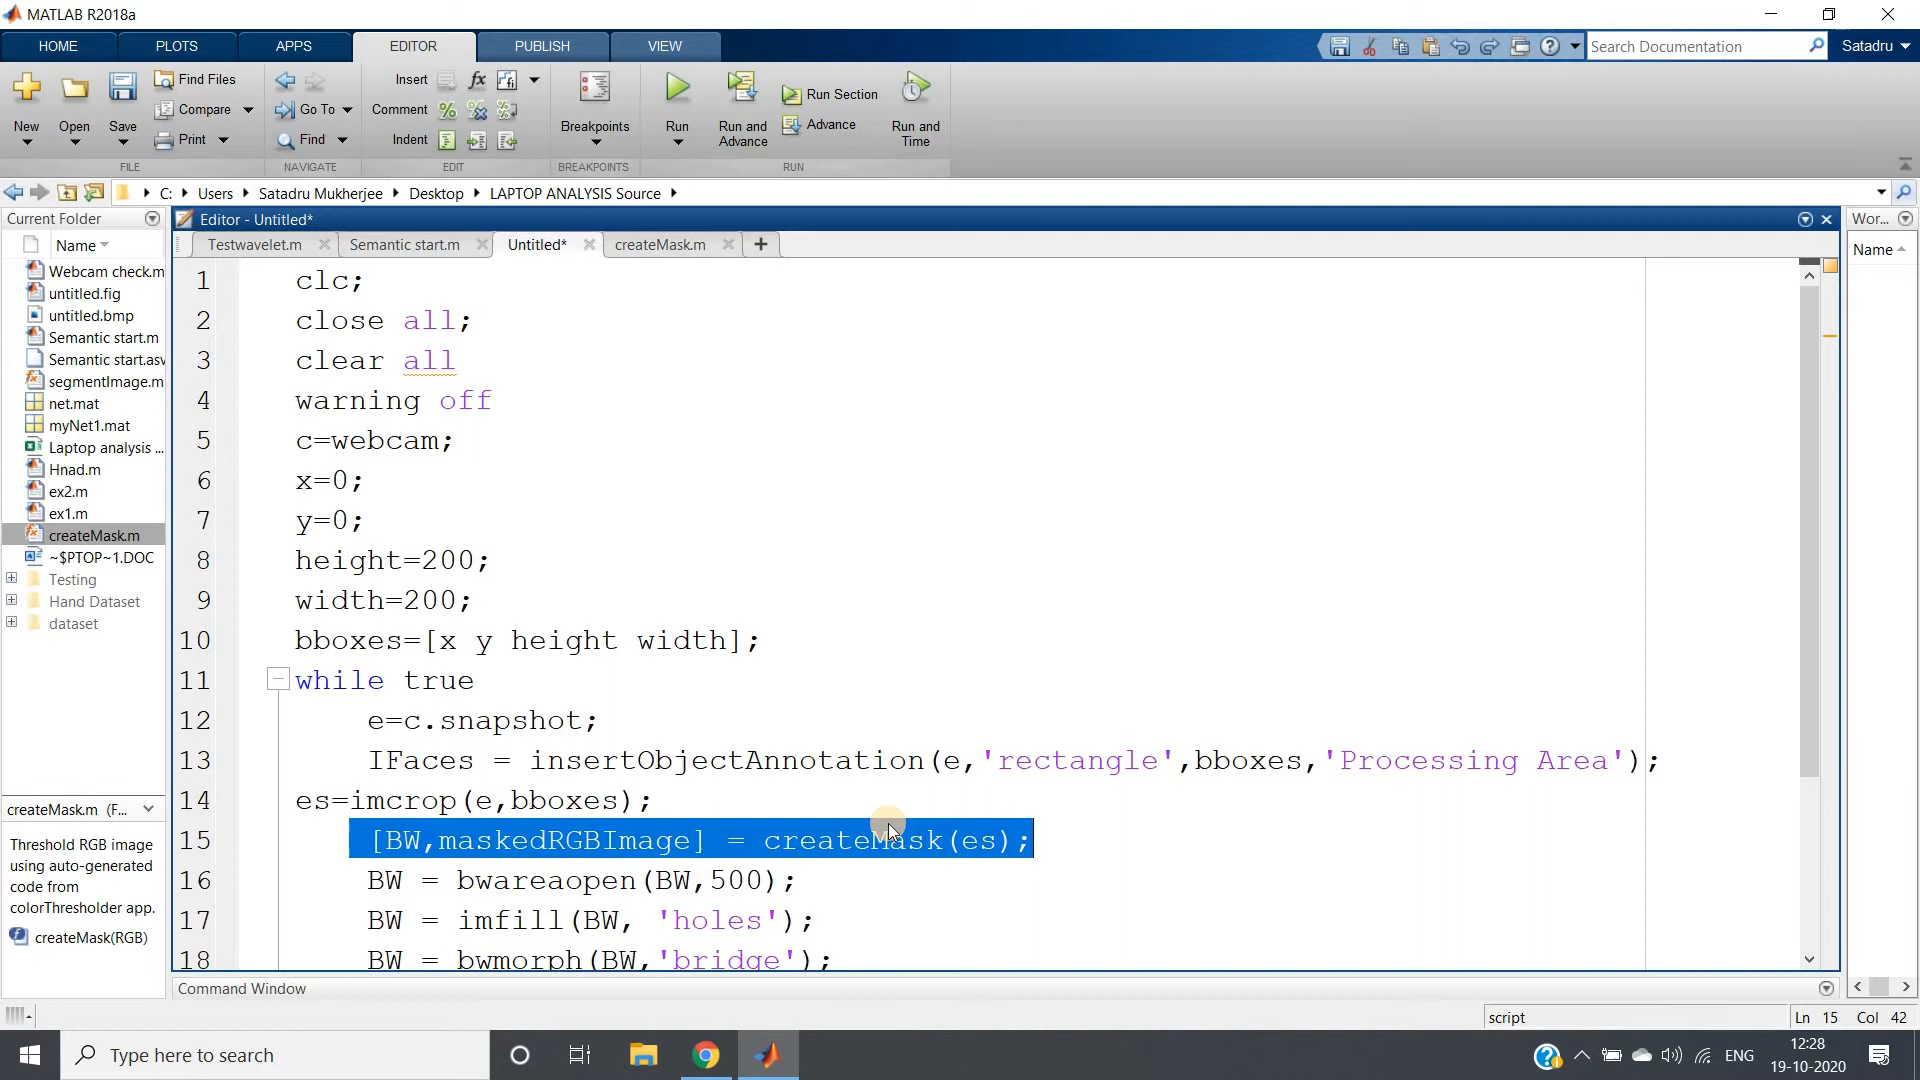 MATLAB R2018a
HOME PLOTS APPS EDITOR PUBLISH VIEW
Search Documentation
Satadru
New
Open
Save
Find Files
Compare
Print
FILE
Go To
Find
NAVIGATE
Insert
Comment
Indent
EDIT
Breakpoints
BREAKPOINTS
Run
Run and Advance
Run Section
Advance
Run and Time
RUN
C: Users Satadru Mukherjee Desktop LAPTOP ANALYSIS Source
Current Folder
Name
Webcam check.m
untitled.fig
untitled.bmp
Semantic start.m
Semantic start.asv
segmentImage.m
net.mat
myNet1.mat
Laptop analysis ...
Hnad.m
ex2.m
ex1.m
createMask.m
~$PTOP~1.DOC
Testing
Hand Dataset
dataset
createMask.m (F...
Threshold RGB image
using auto-generated
code from
colorThresholder app.
createMask(RGB)
Editor - Untitled*
Testwavelet.m Semantic start.m Untitled* createMask.m
1 clc;
2 close all;
3 clear all
4 warning off
5 c=webcam;
6 x=0;
7 y=0;
8 height=200;
9 width=200;
10 bboxes=[x y height width];
11 while true
12 e=c.snapshot;
13 IFaces = insertObjectAnnotation(e,'rectangle',bboxes,'Processing Area');
14 es=imcrop(e,bboxes);
15 [BW,maskedRGBImage] = createMask(es);
16 BW = bwareaopen(BW,500);
17 BW = imfill(BW, 'holes');
18 BW = bwmorph(BW,'bridge');
Wor...
Name
Command Window
script
Ln 15 Col 42
Type here to search
ENG
12:28
19-10-2020